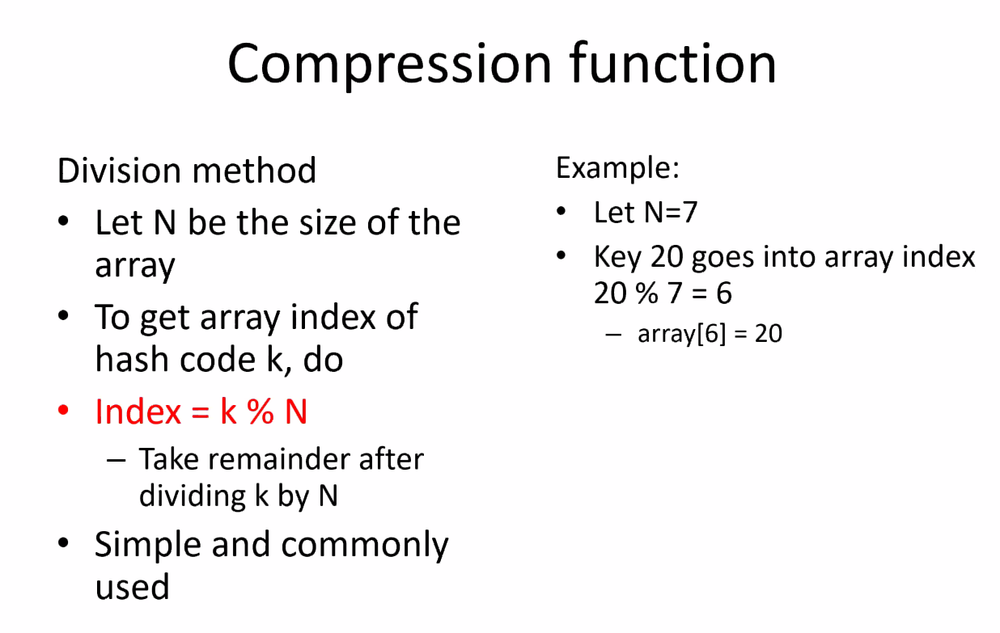 Compression function
Division method
• Let N be the size of the
array
• To get array index of
hash code k, do
• Index = k % N
– Take remainder after
dividing k by N
• Simple and commonly
used
Example:
• Let N=7
• Key 20 goes into array index
20 % 7 = 6
– array[6] = 20